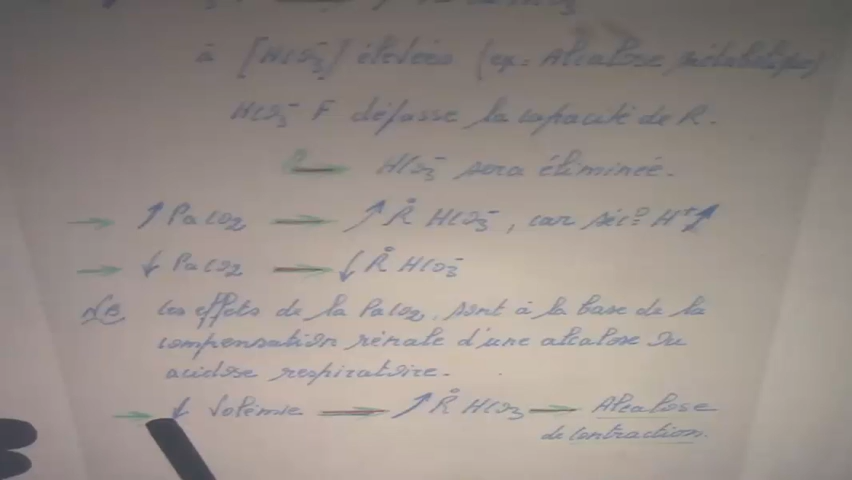 à [HCO3-] élevées (ex: Alcalose métabolique)
HCO3- F dépasse la capacité de R.
→ HCO3- sera éliminée.
→ ↑ PaCO2 → ↑ R° HCO3-, car séc° H+ ↑
→ ↓ PaCO2 → ↓ R° HCO3-
NB Les effets de la PaCO2, sont à la base de la
compensation rénale d'une alcalose ou
acidose respiratoire.
→ ↓ Volémie → ↑ R° HCO3 → Alcalose
de contraction.